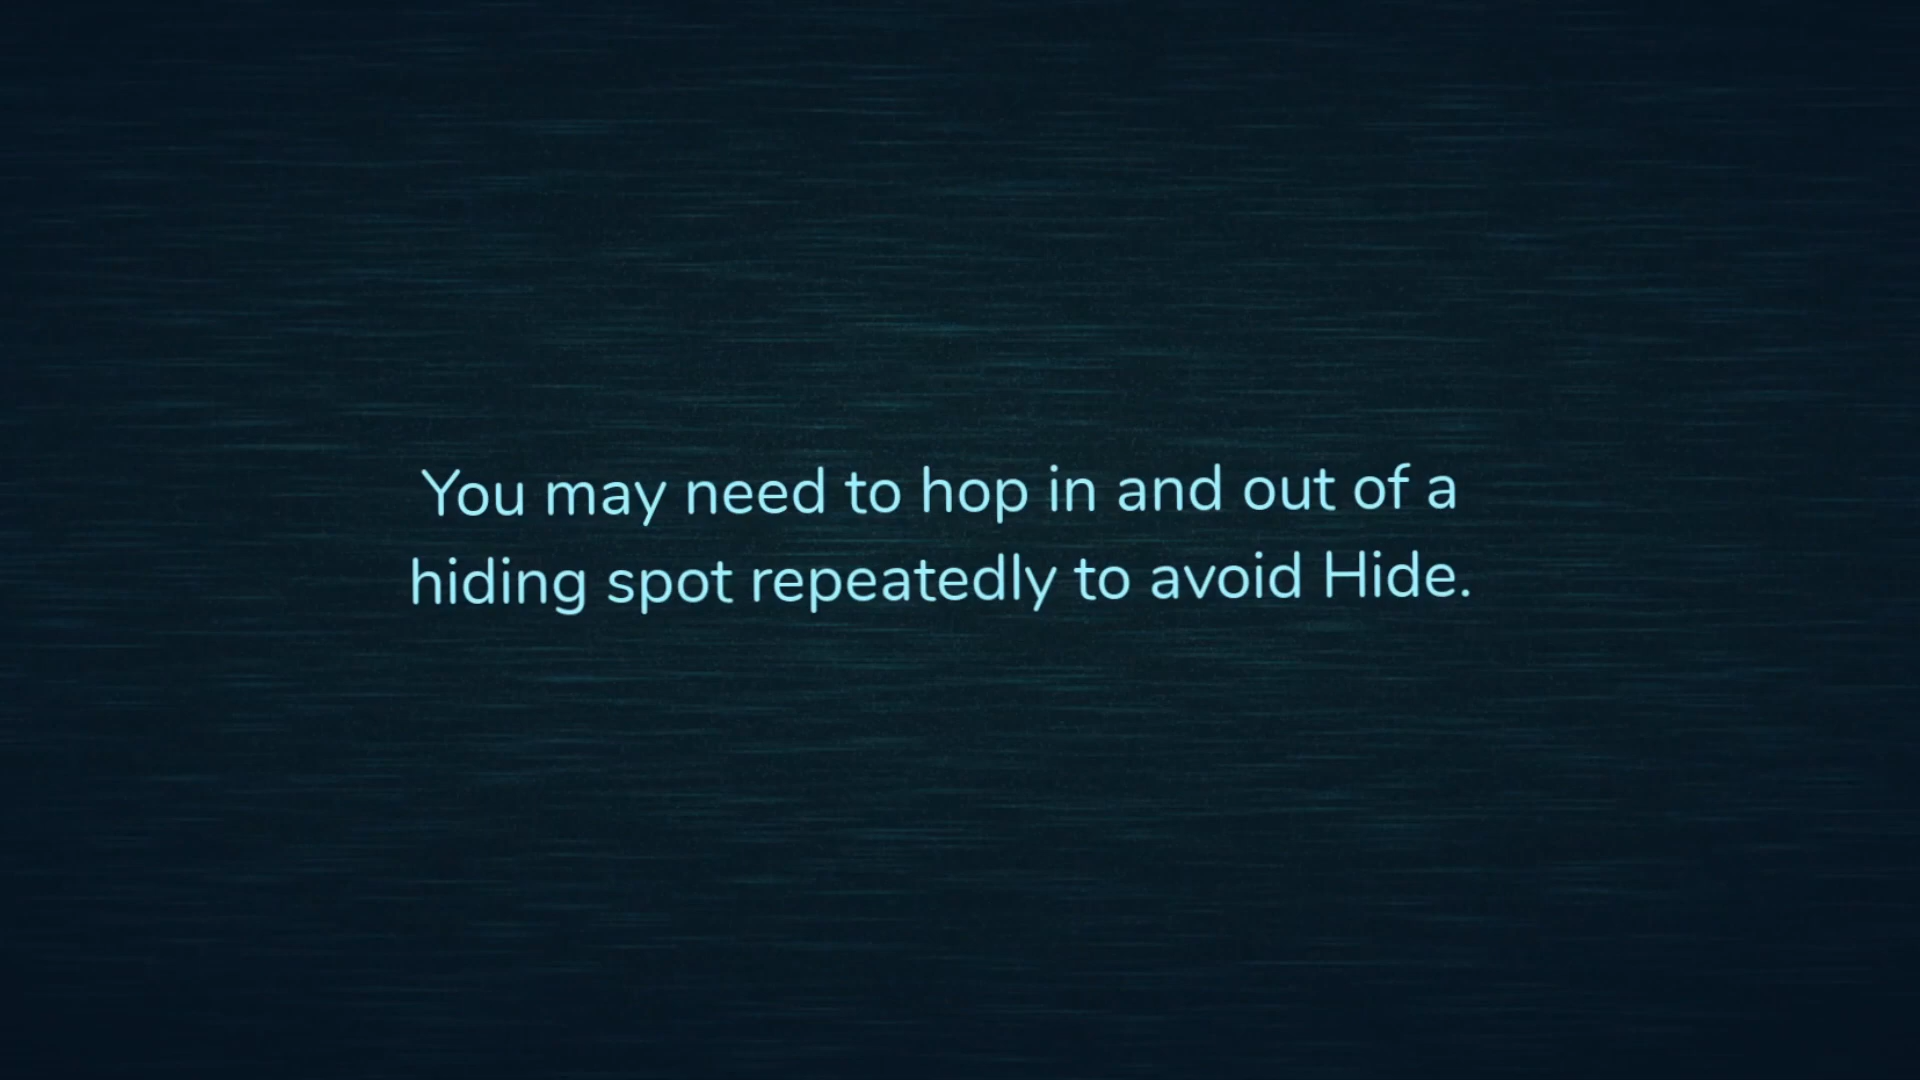 You may need to hop in and out of a
hiding spot repeatedly to avoid Hide.